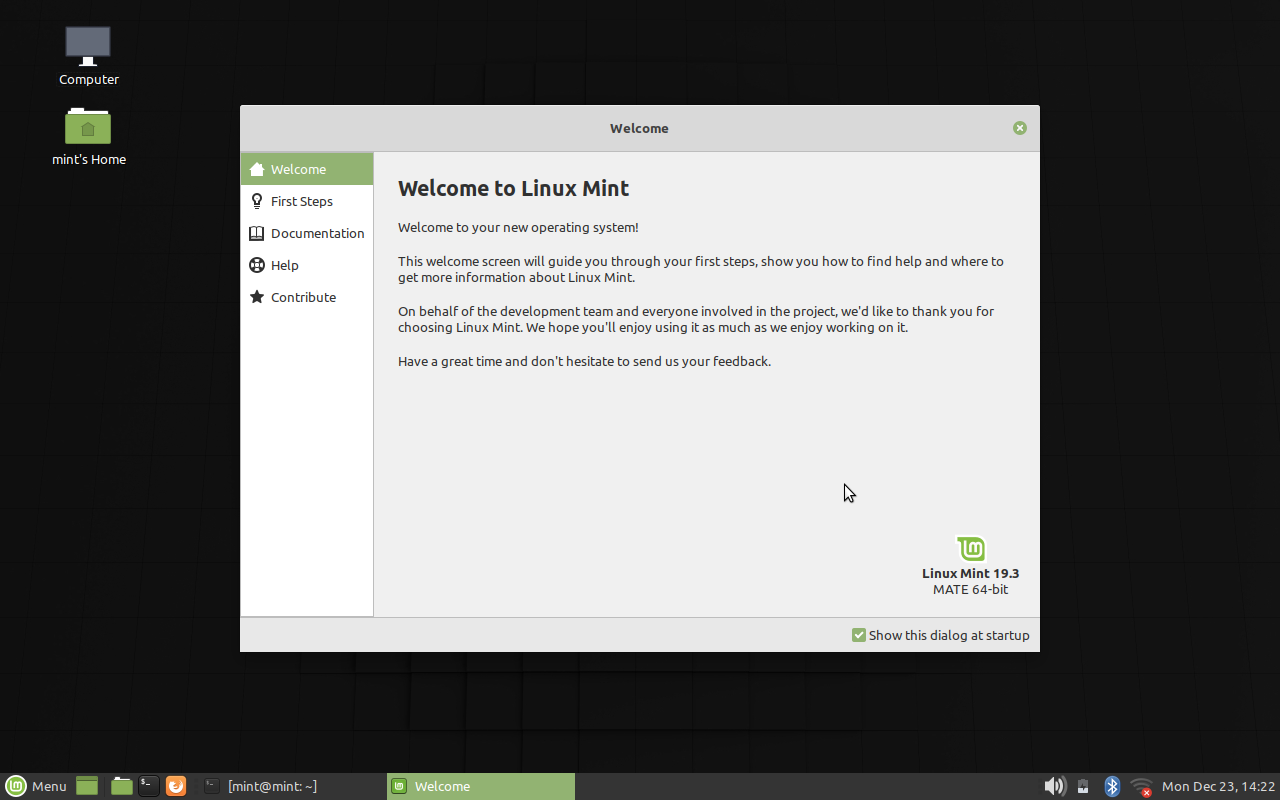 Computer
mint's Home
Welcome
Welcome
First Steps
Documentation
Help
Contribute
Welcome to Linux Mint
Welcome to your new operating system!
This welcome screen will guide you through your first steps, show you how to find help and where to
get more information about Linux Mint.
On behalf of the development team and everyone involved in the project, we'd like to thank you for
choosing Linux Mint. We hope you'll enjoy using it as much as we enjoy working on it.
Have a great time and don't hesitate to send us your feedback.
Linux Mint 19.3
MATE 64-bit
Show this dialog at startup
Menu
[mint@mint: ~]
Welcome
Mon Dec 23, 14:22